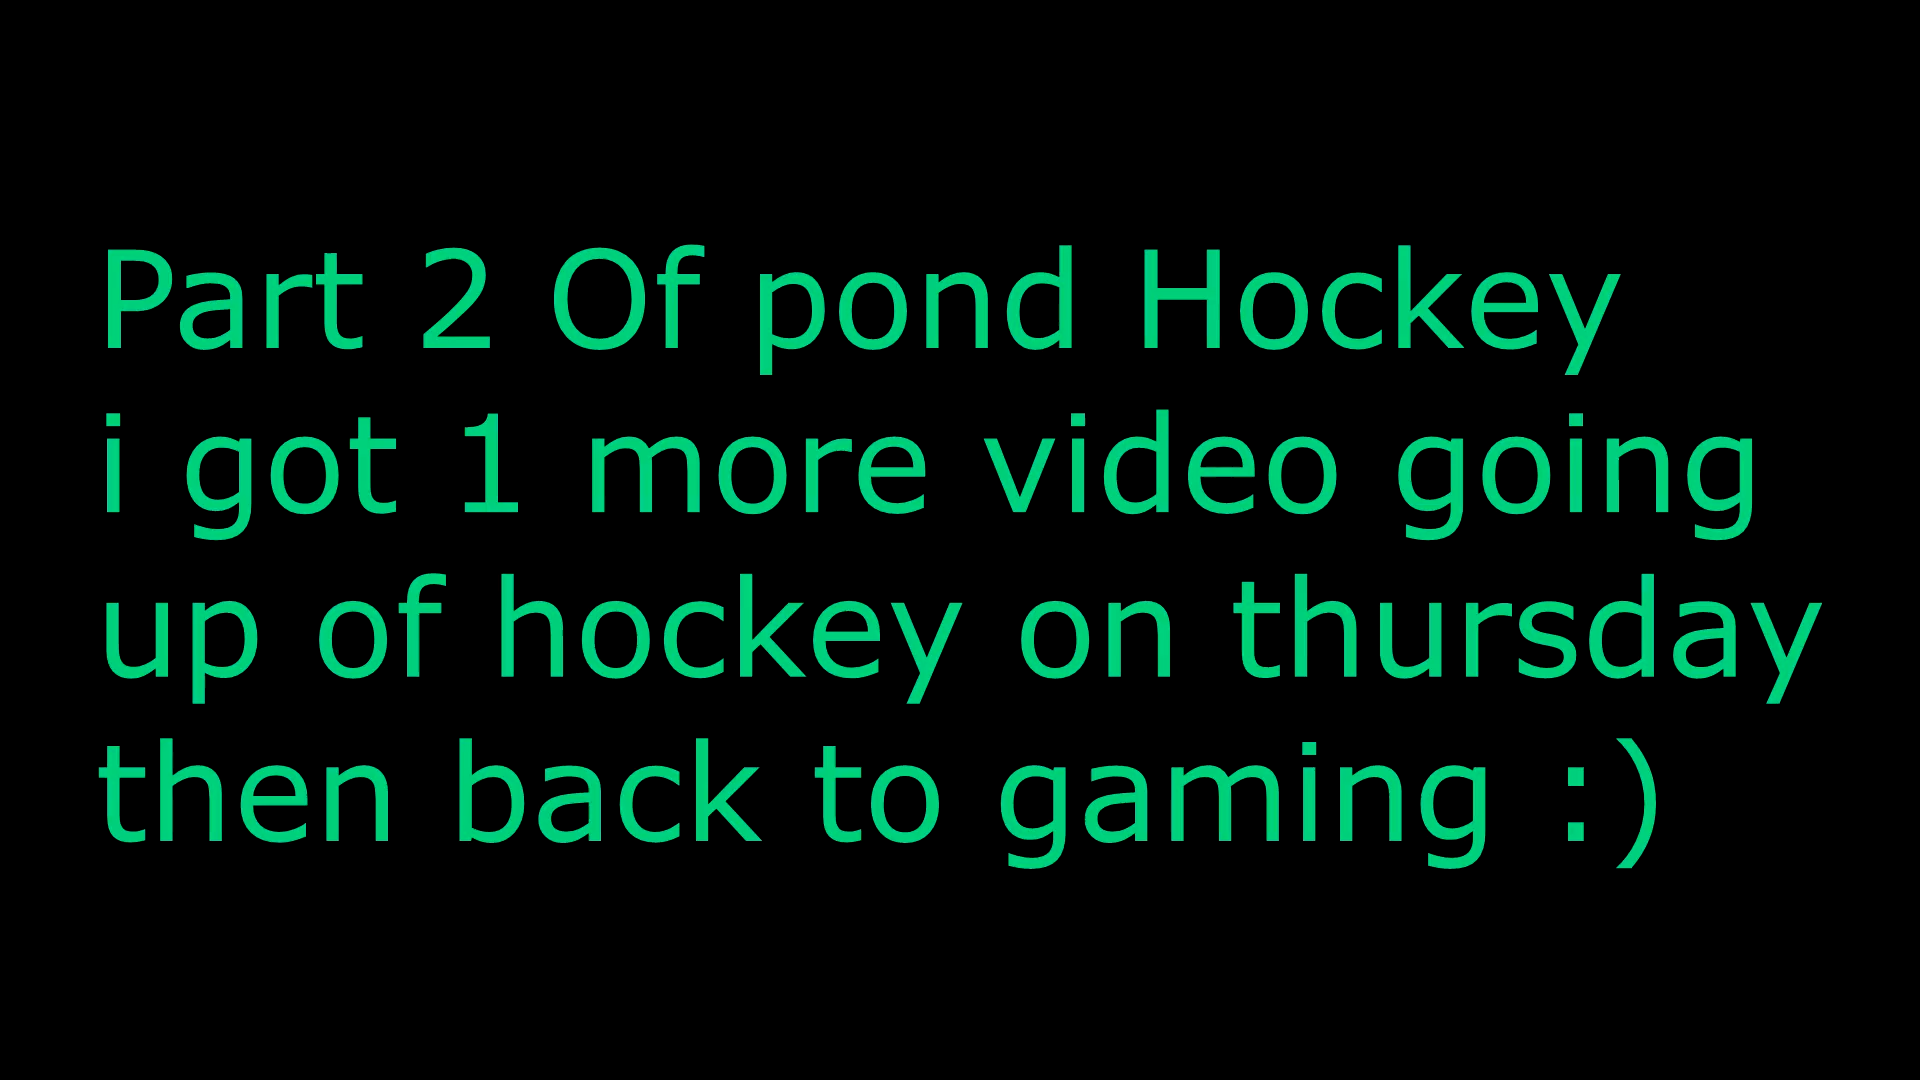 Part 2 Of pond Hockey
i got 1 more video going
up of hockey on thursday
then back to gaming :)